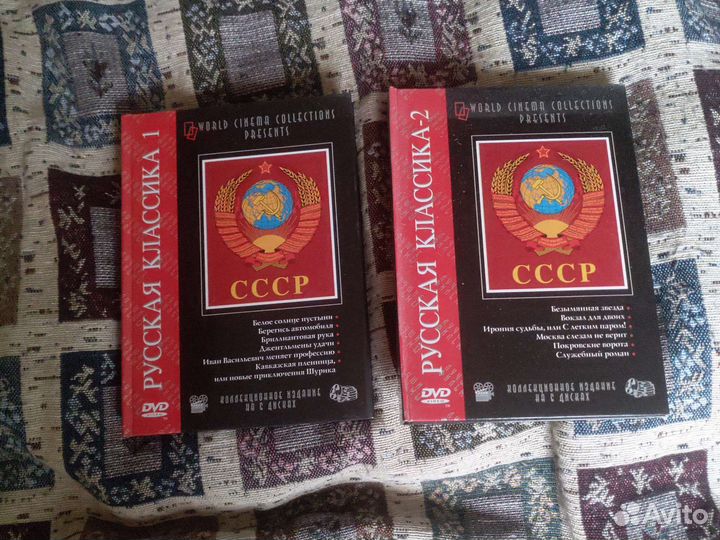 РУССКАЯ КЛАССИКА 1
WORLD CINEMA COLLECTIONS
PRESENTS
СССР
Белое солнце пустыни
Берегись автомобиля
Бриллиантовая рука
Джентльмены удачи
Иван Васильевич меняет профессию
Кавказская пленница,
или новые приключения Шурика
КОЛЛЕКЦИОННОЕ ИЗДАНИЕ
НА 6 ДИСКАХ
DVD
VIDEO
РУССКАЯ КЛАССИКА-2
WORLD CINEMA COLLECTIONS
PRESENTS
СССР
Безымянная звезда
Вокзал для двоих
Ирония судьбы, или С легким паром!
Москва слезам не верит
Покровские ворота
Служебный роман
КОЛЛЕКЦИОННОЕ ИЗДАНИЕ
НА 6 ДИСКАХ
DVD
VIDEO
Avito